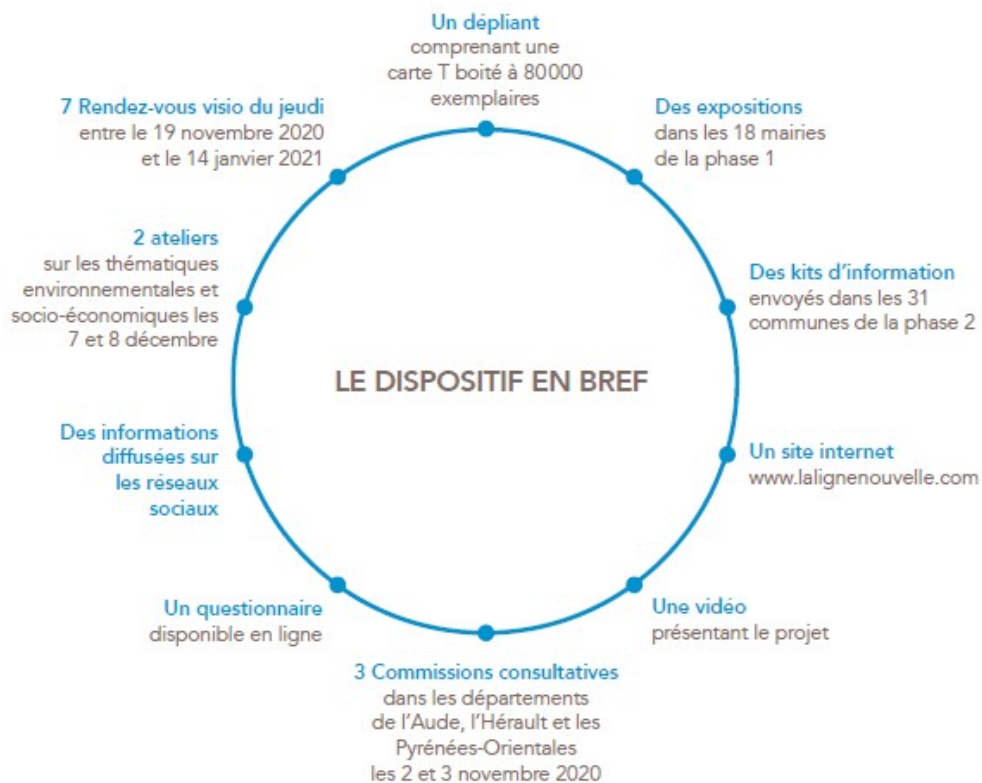 Un dépliant
comprenant une
carte T boité à 80000
exemplaires
Des expositions
dans les 18 mairies
de la phase 1
Des kits d'information
envoyés dans les 31
communes de la phase 2
Un site internet
www.lalignenouvelle.com
Une vidéo
présentant le projet
3 Commissions consultatives
dans les départements
de l'Aude, l'Hérault et les
Pyrénées-Orientales
les 2 et 3 novembre 2020
Un questionnaire
disponible en ligne
Des informations
diffusées sur
les réseaux
sociaux
2 ateliers
sur les thématiques
environnementales et
socio-économiques les
7 et 8 décembre
7 Rendez-vous visio du jeudi
entre le 19 novembre 2020
et le 14 janvier 2021
LE DISPOSITIF EN BREF